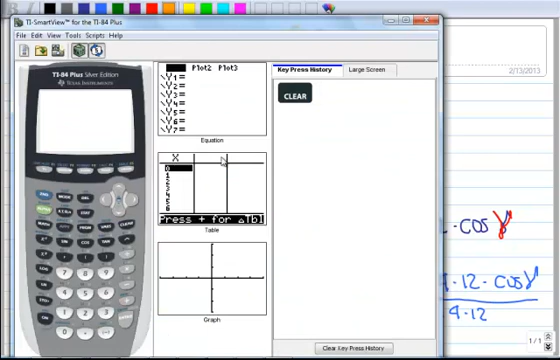 TI-SmartView™ for the TI-84 Plus
File Edit View Tools Scripts Help
TI-84 Plus Silver Edition
TEXAS INSTRUMENTS
Plot2 Plot3
\Y1=
\Y2=
\Y3=
\Y4=
\Y5=
\Y6=
\Y7=
Equation
X
0
Press + for △Tbl
Table
Graph
Key Press History
Large Screen
CLEAR
Clear Key Press History
2/13/2013
· cos γ
· 12 · cos γ
9 · 12
1 / 1